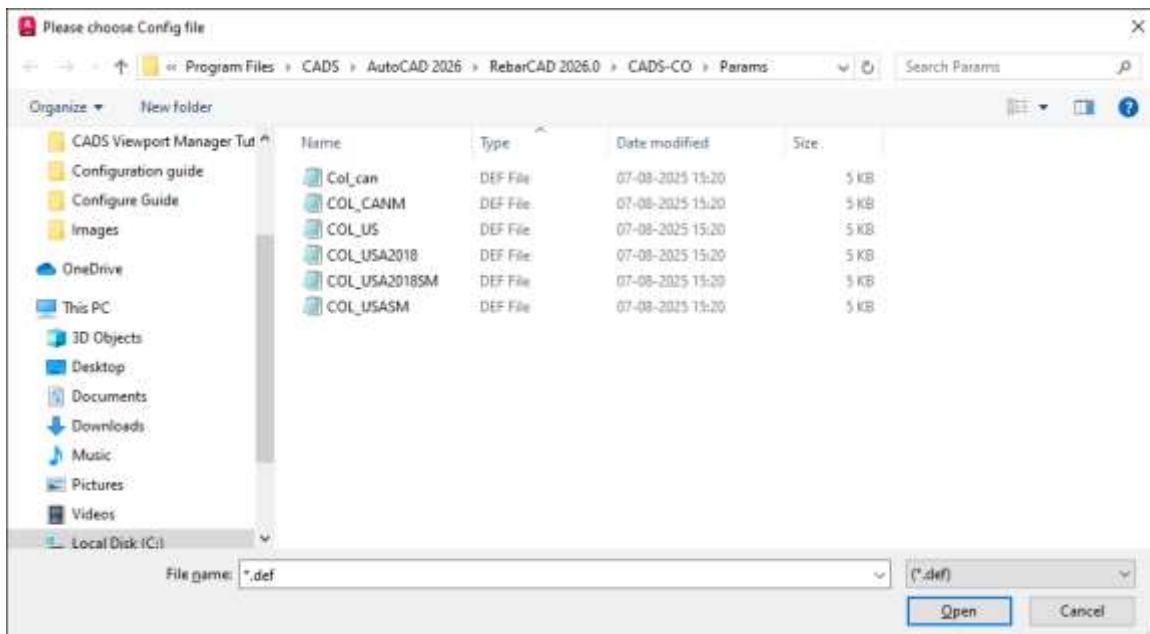 Please choose Config file
« Program Files › CADS › AutoCAD 2026 › RebarCAD 2026.0 › CADS-CO › Params
Search Params
Organize
New folder
CADS Viewport Manager Tut
Configuration guide
Configure Guide
Images
OneDrive
This PC
3D Objects
Desktop
Documents
Downloads
Music
Pictures
Videos
Local Disk (C:)
Name Type Date modified Size
Col_can DEF File 07-08-2025 15:20 5 KB
COL_CANM DEF File 07-08-2025 15:20 5 KB
COL_US DEF File 07-08-2025 15:20 5 KB
COL_USA2018 DEF File 07-08-2025 15:20 5 KB
COL_USA2018SM DEF File 07-08-2025 15:20 5 KB
COL_USASM DEF File 07-08-2025 15:20 5 KB
File name: *.def
(*.def)
Open Cancel